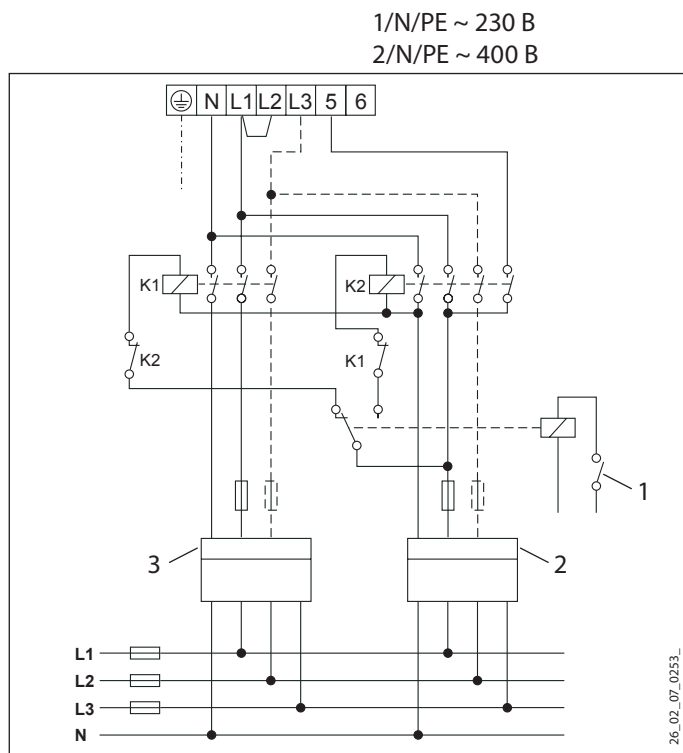 1/N/PE ~ 230 В
2/N/PE ~ 400 В
N L1 L2 L3 5 6
K1
K2
K2
K1
1
3
2
L1
L2
L3
N
26_02_07_0253_